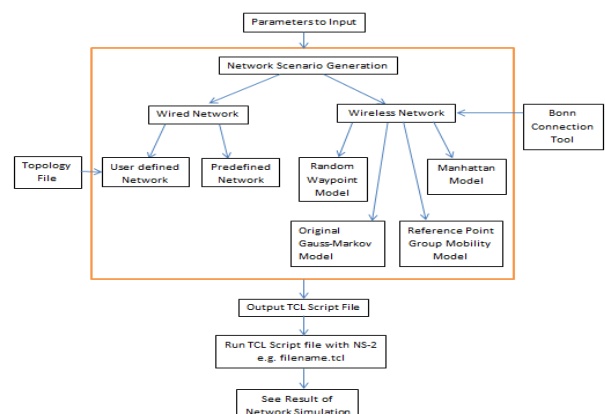 Parameters to Input
Network Scenario Generation
Wired Network
Wireless Network
Bonn
Connection
Tool
Topology
File
User defined
Network
Predefined
Network
Random
Waypoint
Model
Manhattan
Model
Original
Gauss-Markov
Model
Reference Point
Group Mobility
Model
Output TCL Script File
Run TCL Script file with NS-2
e.g. filename.tcl
See Result of
Network Simulation